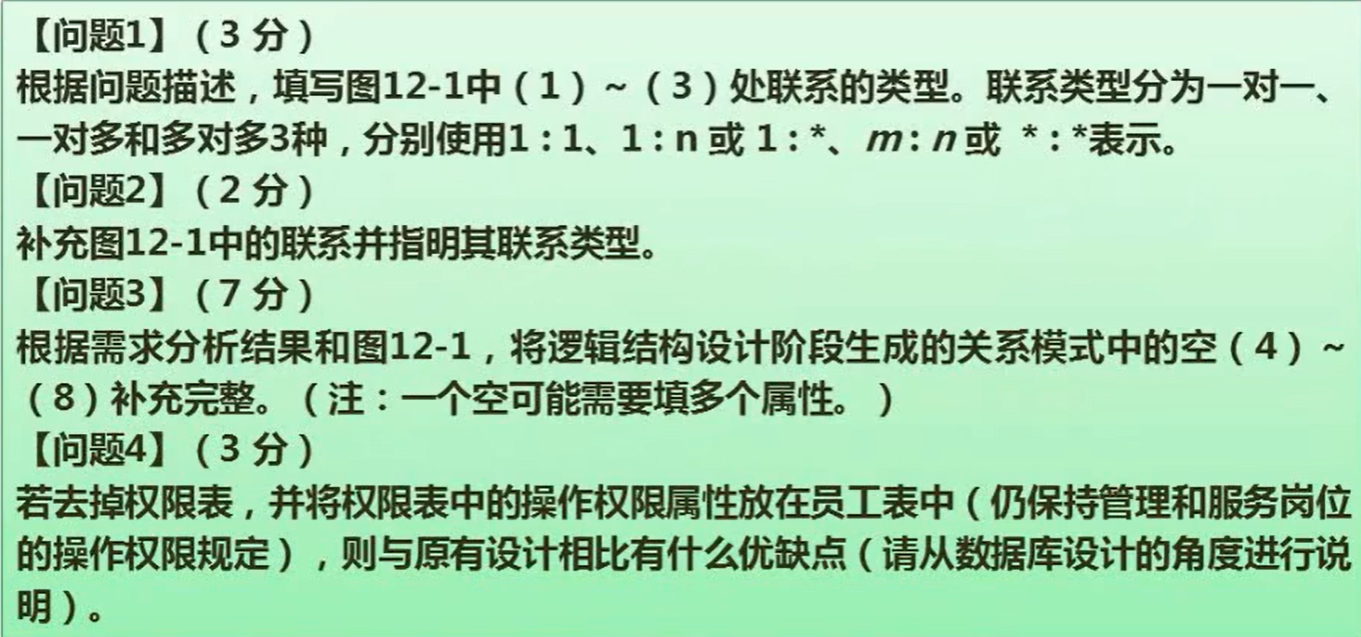 【问题1】（3 分）
根据问题描述，填写图12-1中（1）~（3）处联系的类型。联系类型分为一对一、
一对多和多对多3种，分别使用1：1、1：n 或 1：*、m：n 或 *：*表示。
【问题2】（2 分）
补充图12-1中的联系并指明其联系类型。
【问题3】（7 分）
根据需求分析结果和图12-1，将逻辑结构设计阶段生成的关系模式中的空（4）~
（8）补充完整。（注：一个空可能需要填多个属性。）
【问题4】（3 分）
若去掉权限表，并将权限表中的操作权限属性放在员工表中（仍保持管理和服务岗位
的操作权限规定），则与原有设计相比有什么优缺点（请从数据库设计的角度进行说
明）。